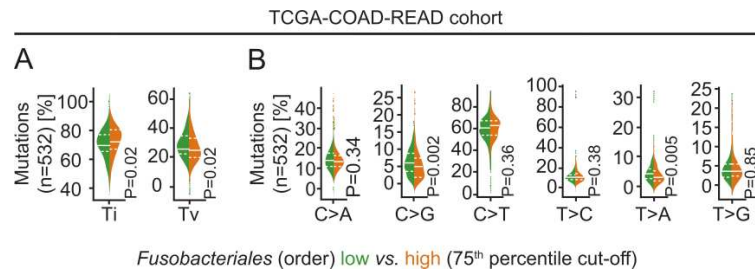 TCGA-COAD-READ cohort
A
B
Mutations
(n=532) [%]
100
80
60
40
P=0.02
Ti
60
40
20
0
P=0.02
Tv
Mutations
(n=532) [%]
40
20
0
P=0.34
C>A
25
20
15
10
5
0
P=0.002
C>G
80
60
40
20
0
P=0.36
C>T
100
80
60
40
20
0
P=0.38
T>C
30
20
10
0
P=0.005
T>A
25
20
15
10
5
0
P=0.85
T>G
Fusobacteriales (order) low vs. high (75th percentile cut-off)